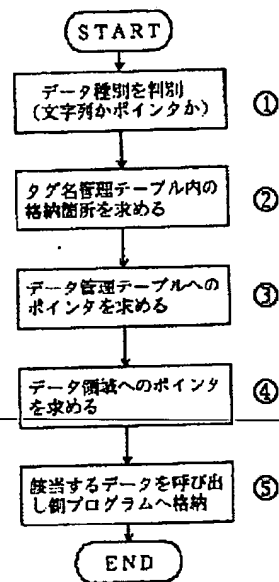 START
データ種別を判別
(文字列かポインタか)
①
タグ名管理テーブル内の
格納箇所を求める
②
データ管理テーブルへの
ポインタを求める
③
データ領域へのポインタ
を求める
④
該当するデータを呼び出
し側プログラムへ格納
⑤
END